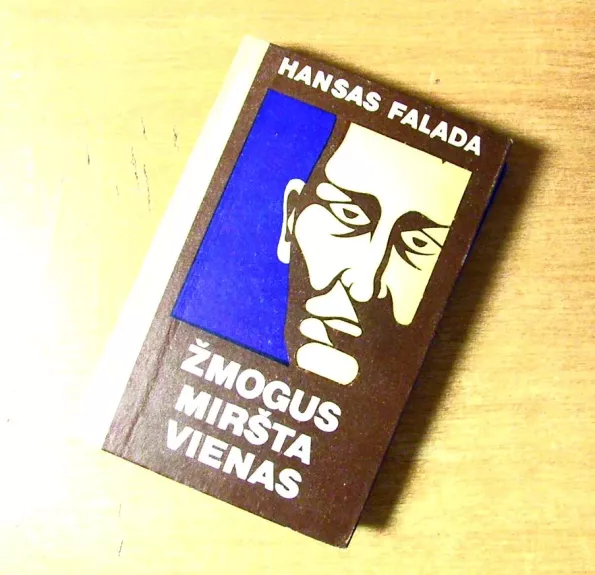 HANSAS FALADA
ŽMOGUS
MIRŠTA
VIENAS